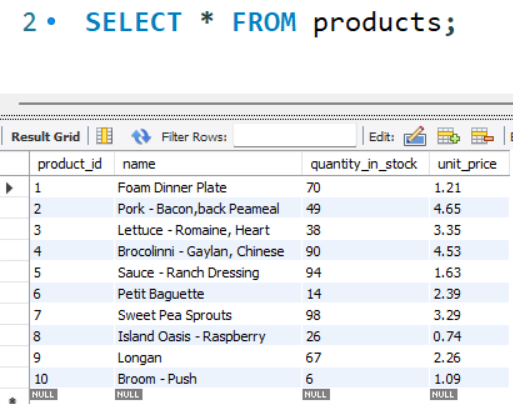 2 SELECT * FROM products;
Result Grid Filter Rows: Edit:
product_id name quantity_in_stock unit_price
1 Foam Dinner Plate 70 1.21
2 Pork - Bacon,back Peameal 49 4.65
3 Lettuce - Romaine, Heart 38 3.35
4 Brocolinni - Gaylan, Chinese 90 4.53
5 Sauce - Ranch Dressing 94 1.63
6 Petit Baguette 14 2.39
7 Sweet Pea Sprouts 98 3.29
8 Island Oasis - Raspberry 26 0.74
9 Longan 67 2.26
10 Broom - Push 6 1.09
NULL NULL NULL NULL